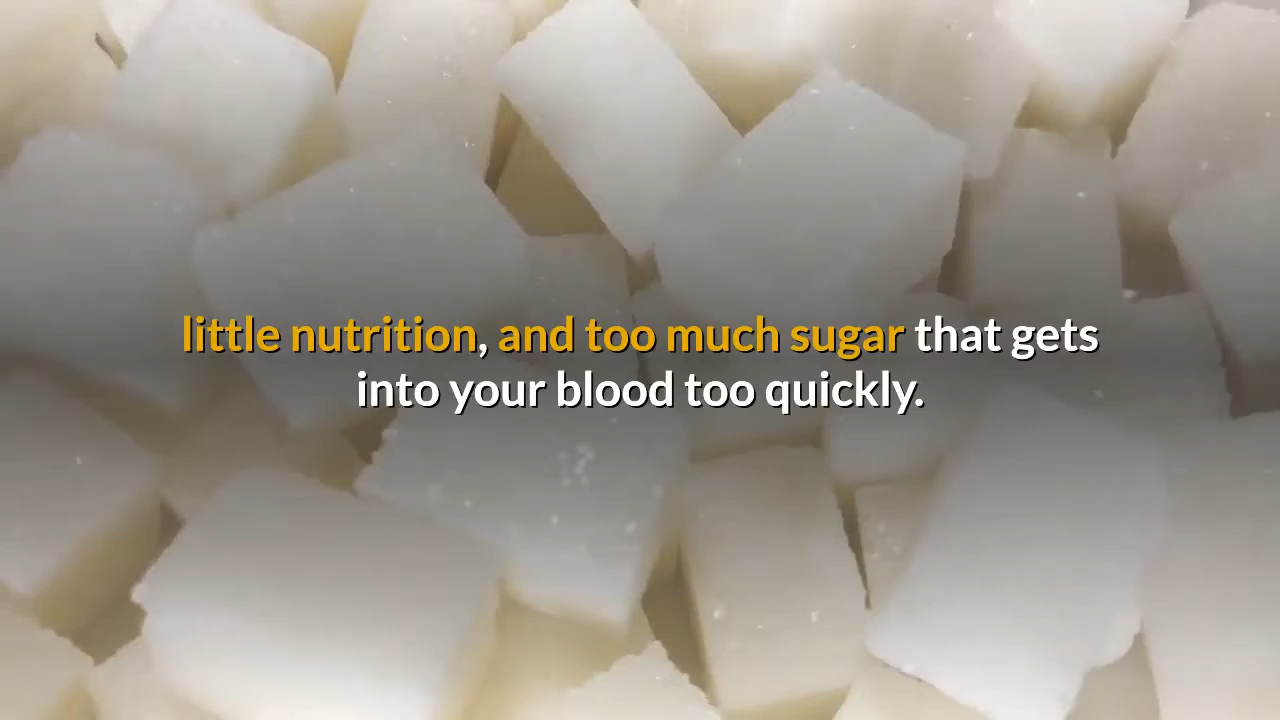 little nutrition, and too much sugar that gets
into your blood too quickly.